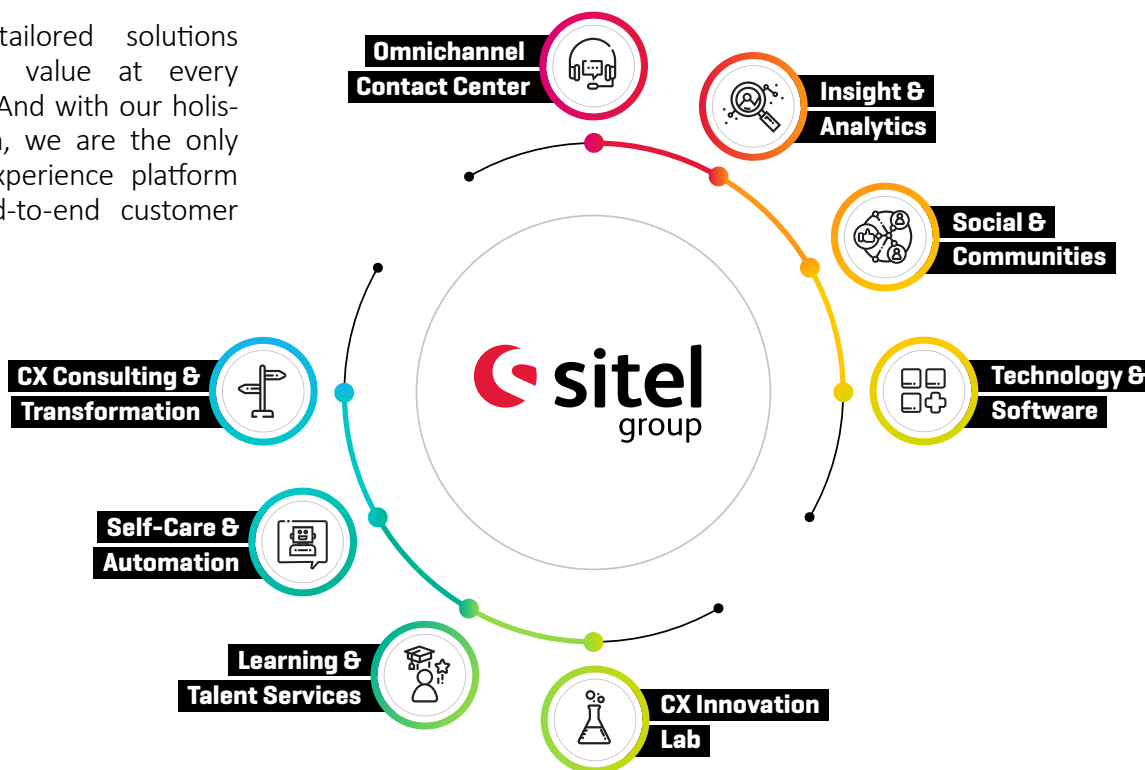 tailored solutions
value at every
And with our holis-
, we are the only
xperience platform
d-to-end customer
Omnichannel
Contact Center
Insight &
Analytics
Social &
Communities
Technology &
Software
CX Innovation
Lab
Learning &
Talent Services
Self-Care &
Automation
CX Consulting &
Transformation
sitel
group